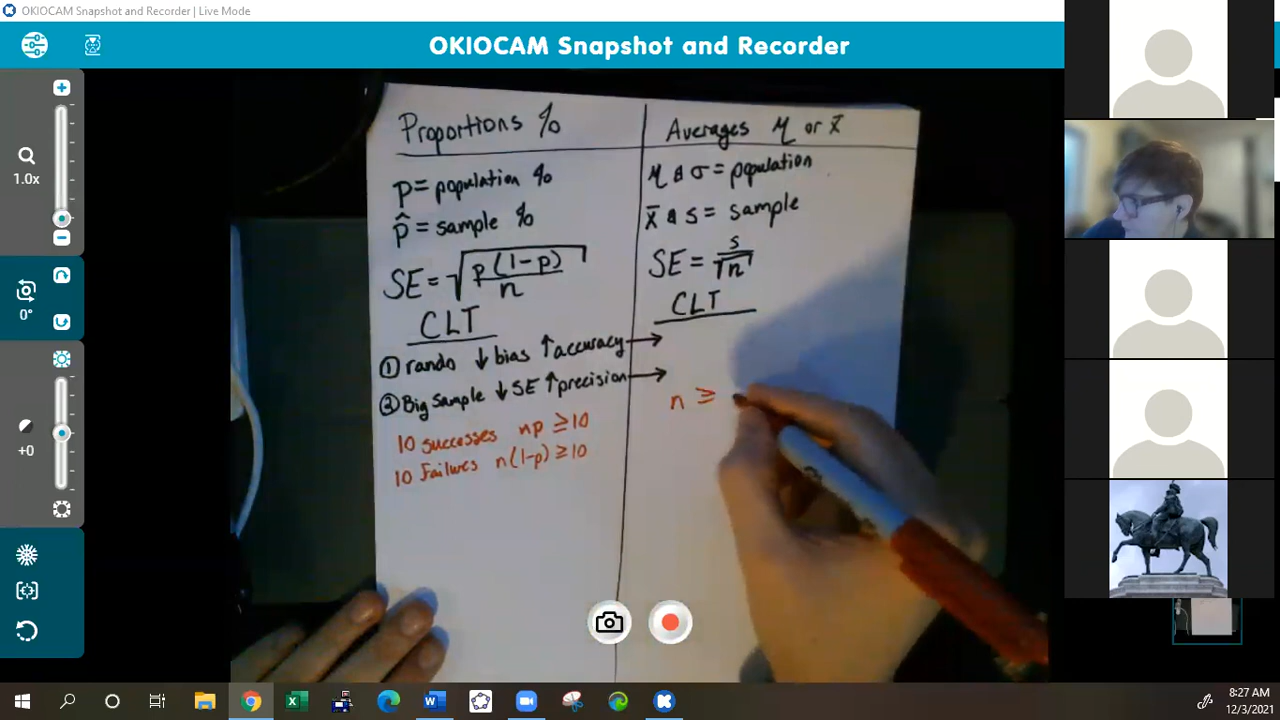 OKIOCAM Snapshot and Recorder | Live Mode
OKIOCAM Snapshot and Recorder
1.0x
0°
+0
Proportions %
p = population %
p̂ = sample %
SE = √(p(1-p)/n)
CLT
① rando ↓ bias ↑ accuracy →
② Big Sample ↓ SE ↑ precision →
10 successes np ≥ 10
10 Failures n(1-p) ≥ 10
Averages μ or x̄
μ & σ = population
x̄ & s = sample
SE = s/√n
CLT
n ≥
8:27 AM
12/3/2021